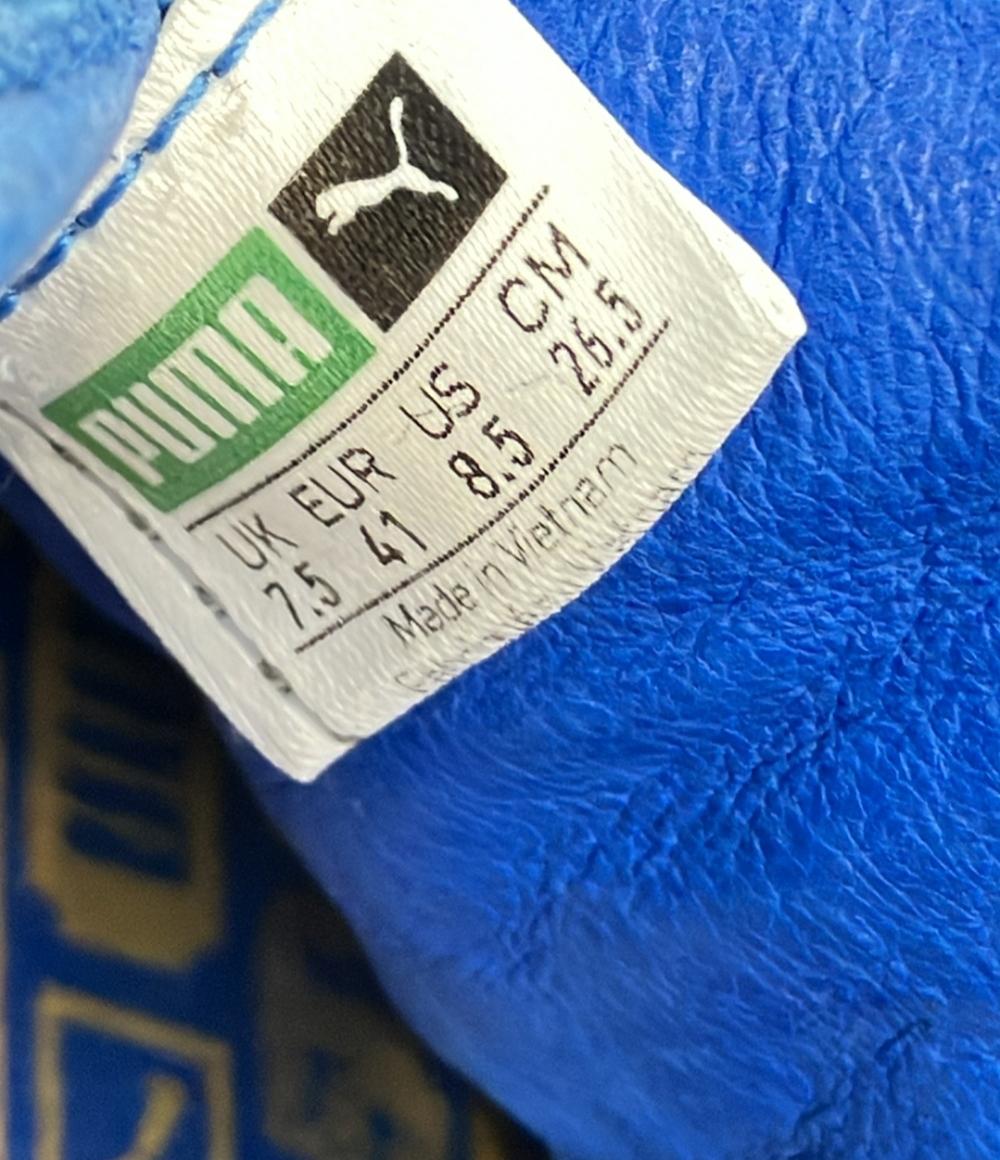 PUMA
UK EUR US CM
7.5 41 8.5 26.5
Made in Vietnam